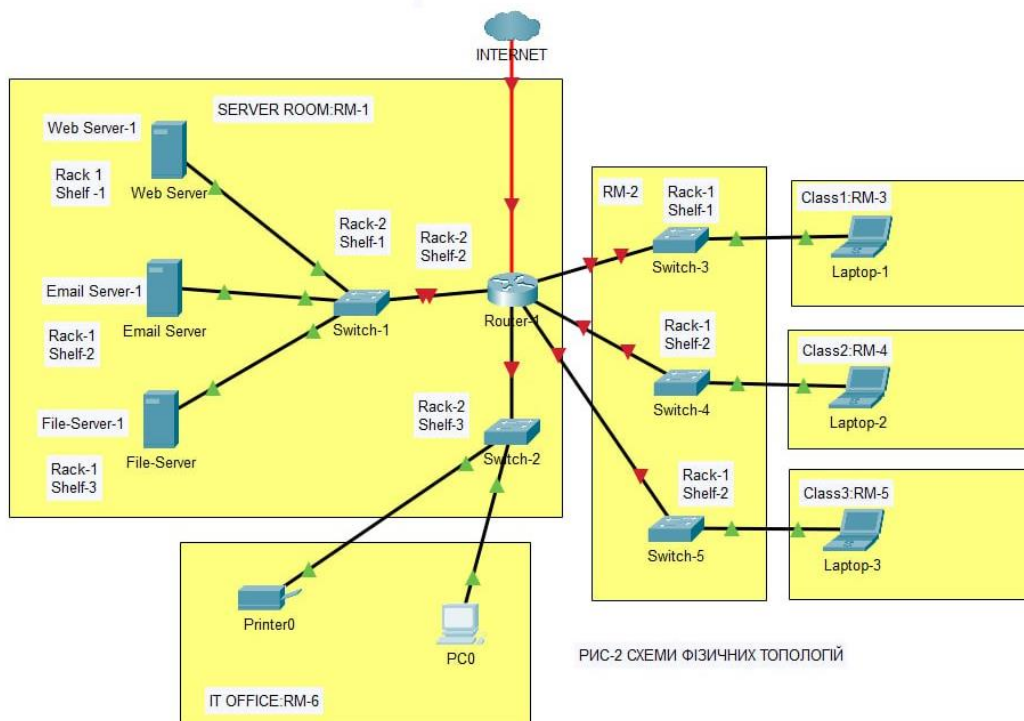 INTERNET
SERVER ROOM:RM-1
Web Server-1
Rack 1
Shelf -1
Web Server
Rack-2
Shelf-1
Rack-2
Shelf-2
Email Server-1
Email Server
Rack-1
Shelf-2
Switch-1
Router-1
File-Server-1
File-Server
Rack-1
Shelf-3
Rack-2
Shelf-3
Switch-2
RM-2
Rack-1
Shelf-1
Switch-3
Class1:RM-3
Laptop-1
Rack-1
Shelf-2
Switch-4
Class2:RM-4
Laptop-2
Rack-1
Shelf-2
Switch-5
Class3:RM-5
Laptop-3
Printer0
PC0
IT OFFICE:RM-6
РИС-2 СХЕМИ ФІЗИЧНИХ ТОПОЛОГІЙ